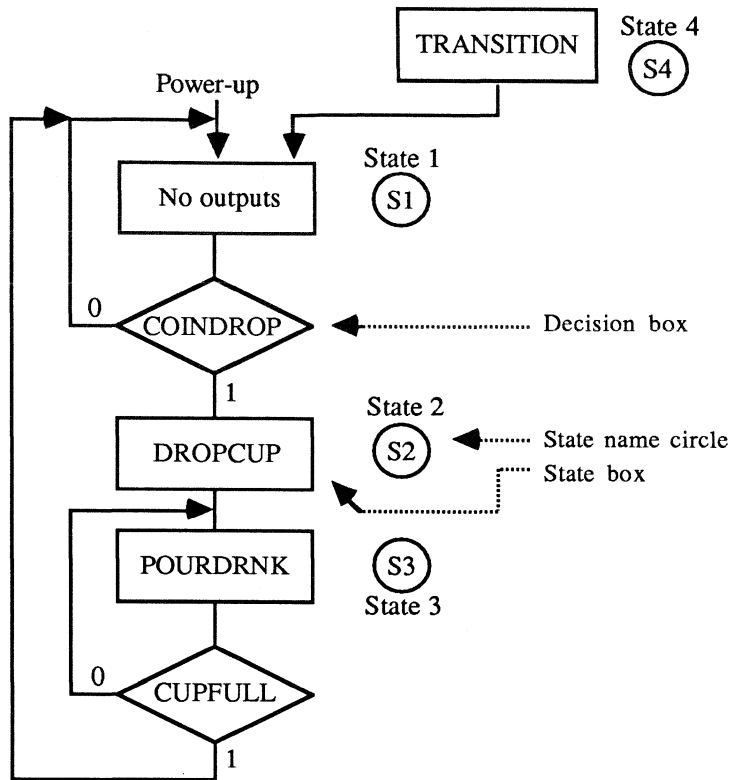 State 4
TRANSITION
S4
Power-up
State 1
No outputs
S1
0
COINDROP
Decision box
1
State 2
DROPCUP
S2
State name circle
State box
POURDRNK
S3
State 3
0
CUPFULL
1